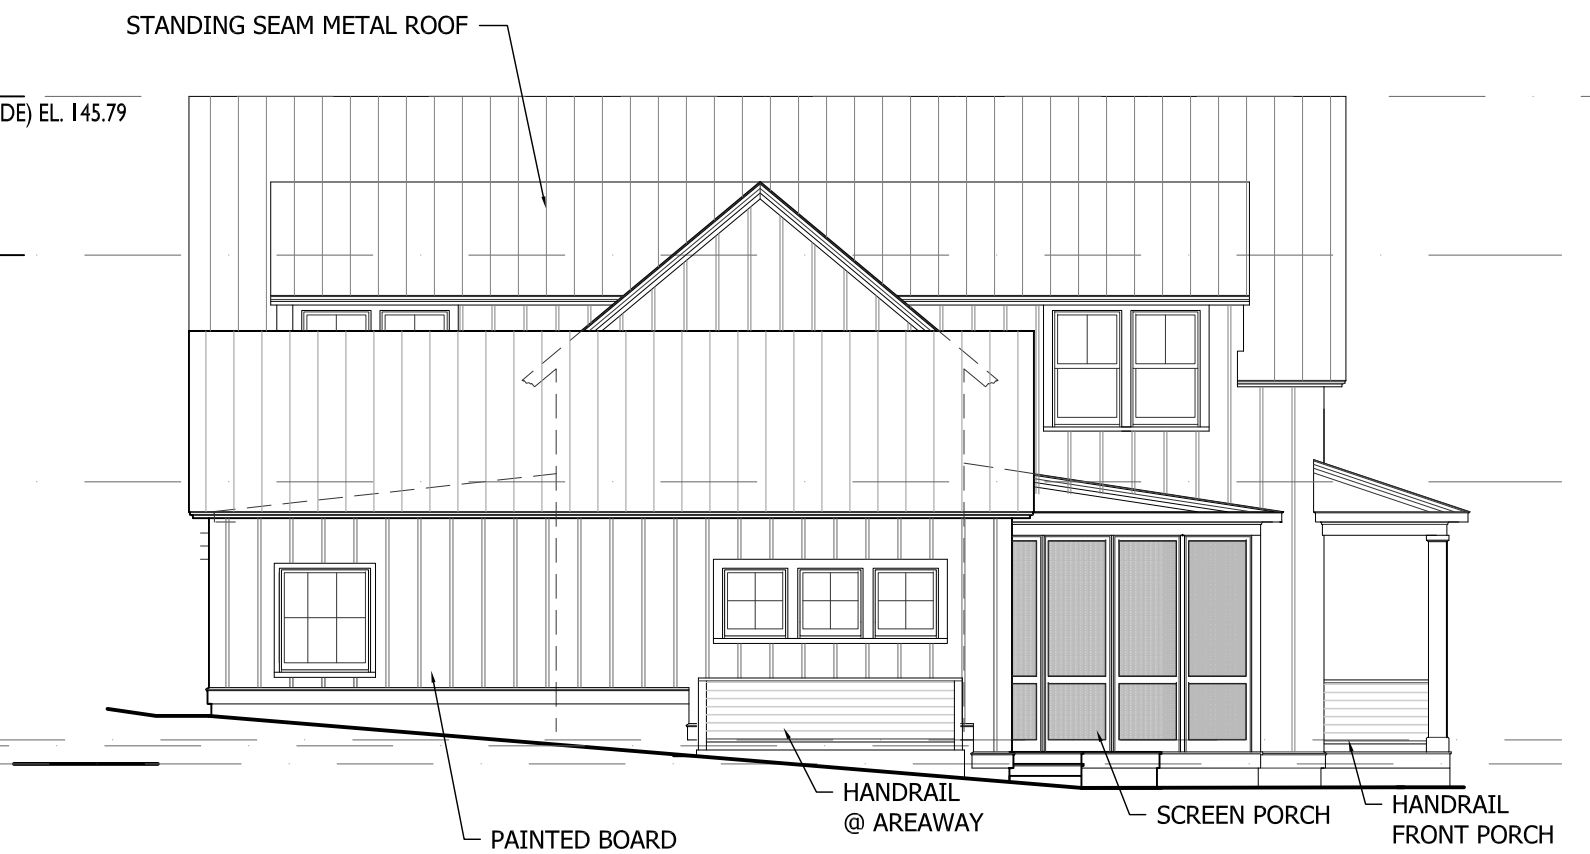 STANDING SEAM METAL ROOF
DE) EL. 145.79
HANDRAIL
@ AREAWAY
SCREEN PORCH
HANDRAIL
FRONT PORCH
PAINTED BOARD